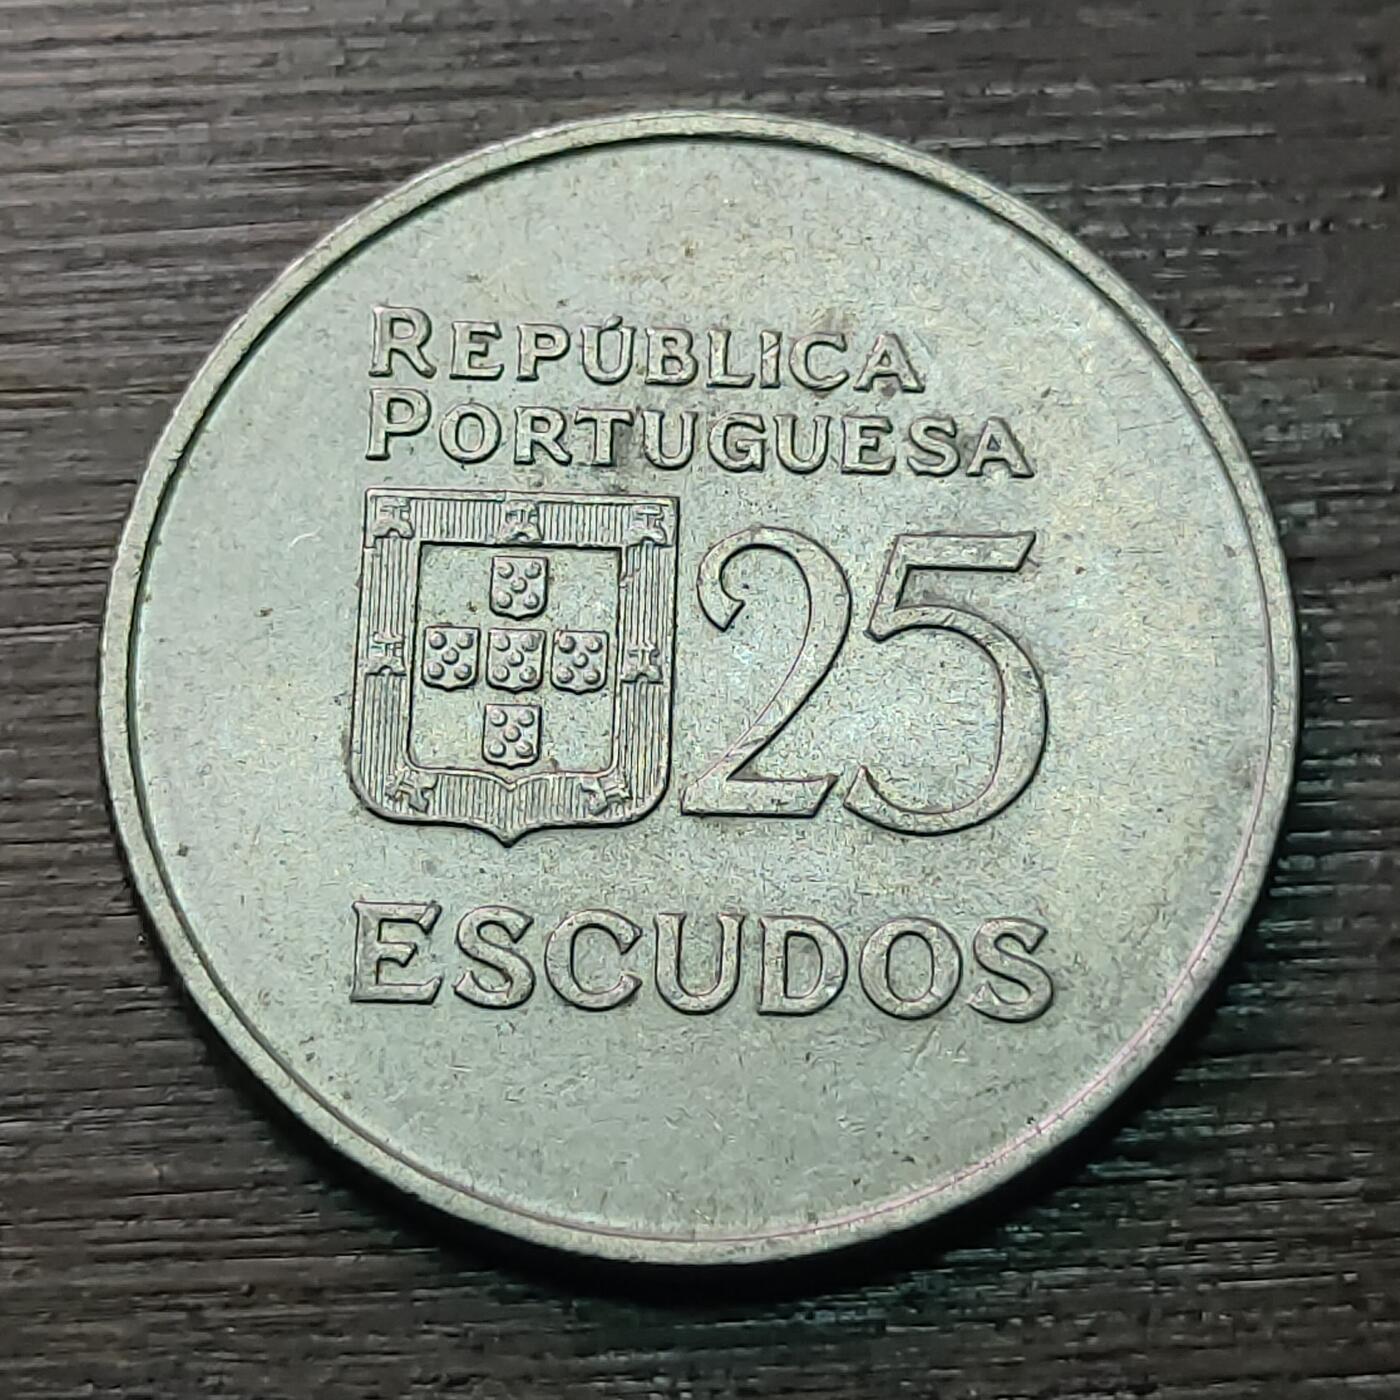 REPÚBLICA
PORTUGUESA
25
ESCUDOS